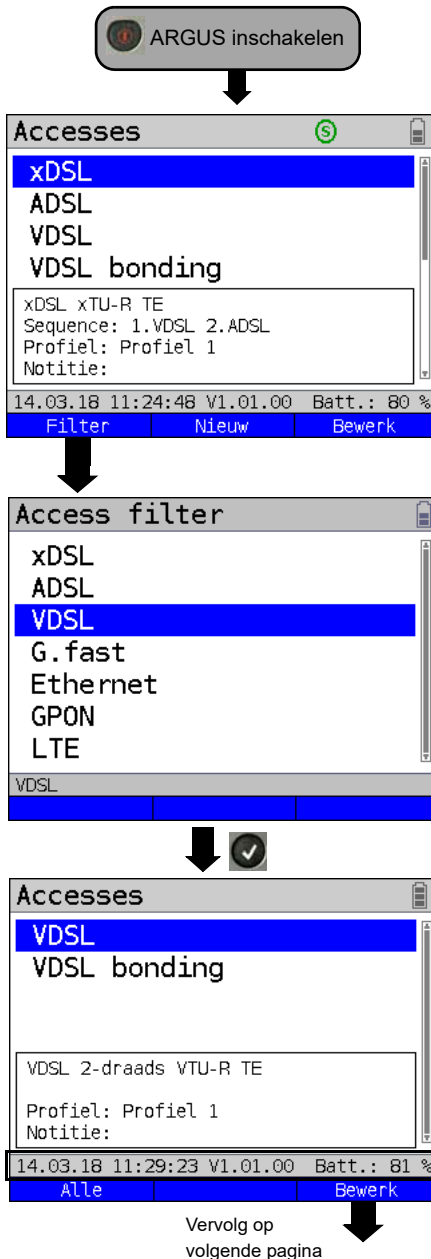 ARGUS inschakelen
Accesses
S
xDSL
ADSL
VDSL
VDSL bonding
xDSL xTU-R TE
Sequence: 1.VDSL 2.ADSL
Profiel: Profiel 1
Notitie:
14.03.18 11:24:48 V1.01.00 Batt.: 80 %
Filter Nieuw Bewerk
Access filter
xDSL
ADSL
VDSL
G.fast
Ethernet
GPON
LTE
VDSL
Accesses
VDSL
VDSL bonding
VDSL 2-draads VTU-R TE
Profiel: Profiel 1
Notitie:
14.03.18 11:29:23 V1.01.00 Batt.: 81 %
Alle Bewerk
Vervolg op
volgende pagina